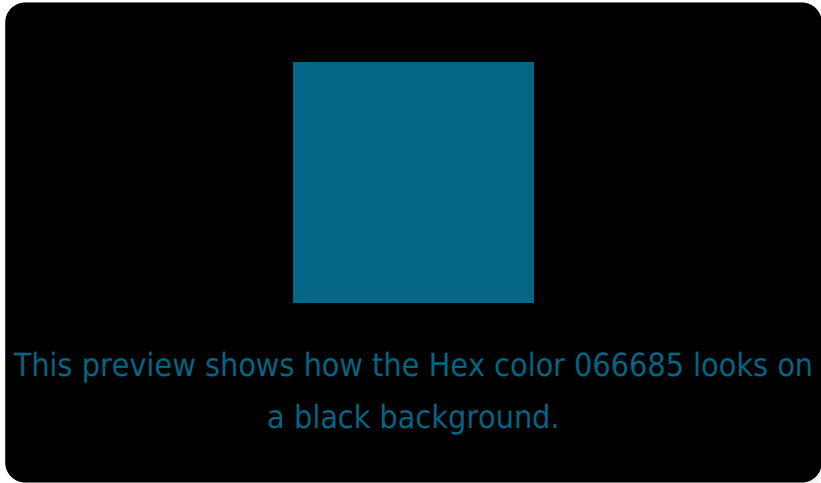 This preview shows how the Hex color 066685 looks on
a black background.